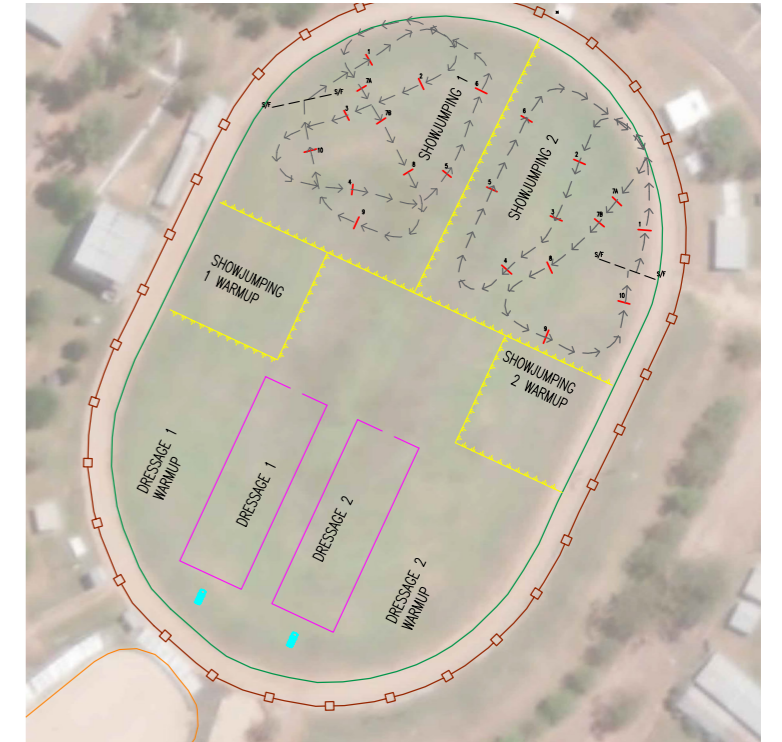 1
7A
2
6
S/F
S/F
3
7B
SHOWJUMPING 1
10
8
5
4
9
6
SHOWJUMPING 2
2
5
7A
3
7B
1
4
8
S/F
S/F
10
9
SHOWJUMPING
1 WARMUP
SHOWJUMPING
2 WARMUP
DRESSAGE 1
WARMUP
DRESSAGE 1
DRESSAGE 2
DRESSAGE 2
WARMUP